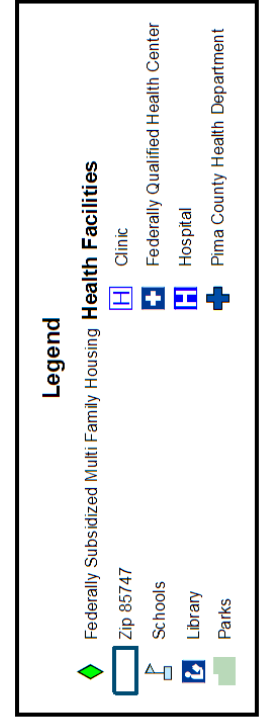 Legend
Federally Subsidized Multi Family Housing
Zip 85747
Schools
Library
Parks
Health Facilities
Clinic
Federally Qualified Health Center
Hospital
Pima County Health Department